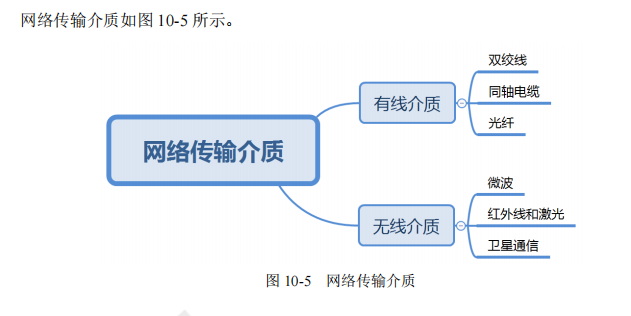 网络传输介质如图 10-5 所示。
双绞线
有线介质
同轴电缆
光纤
网络传输介质
微波
无线介质
红外线和激光
卫星通信
图 10-5 网络传输介质